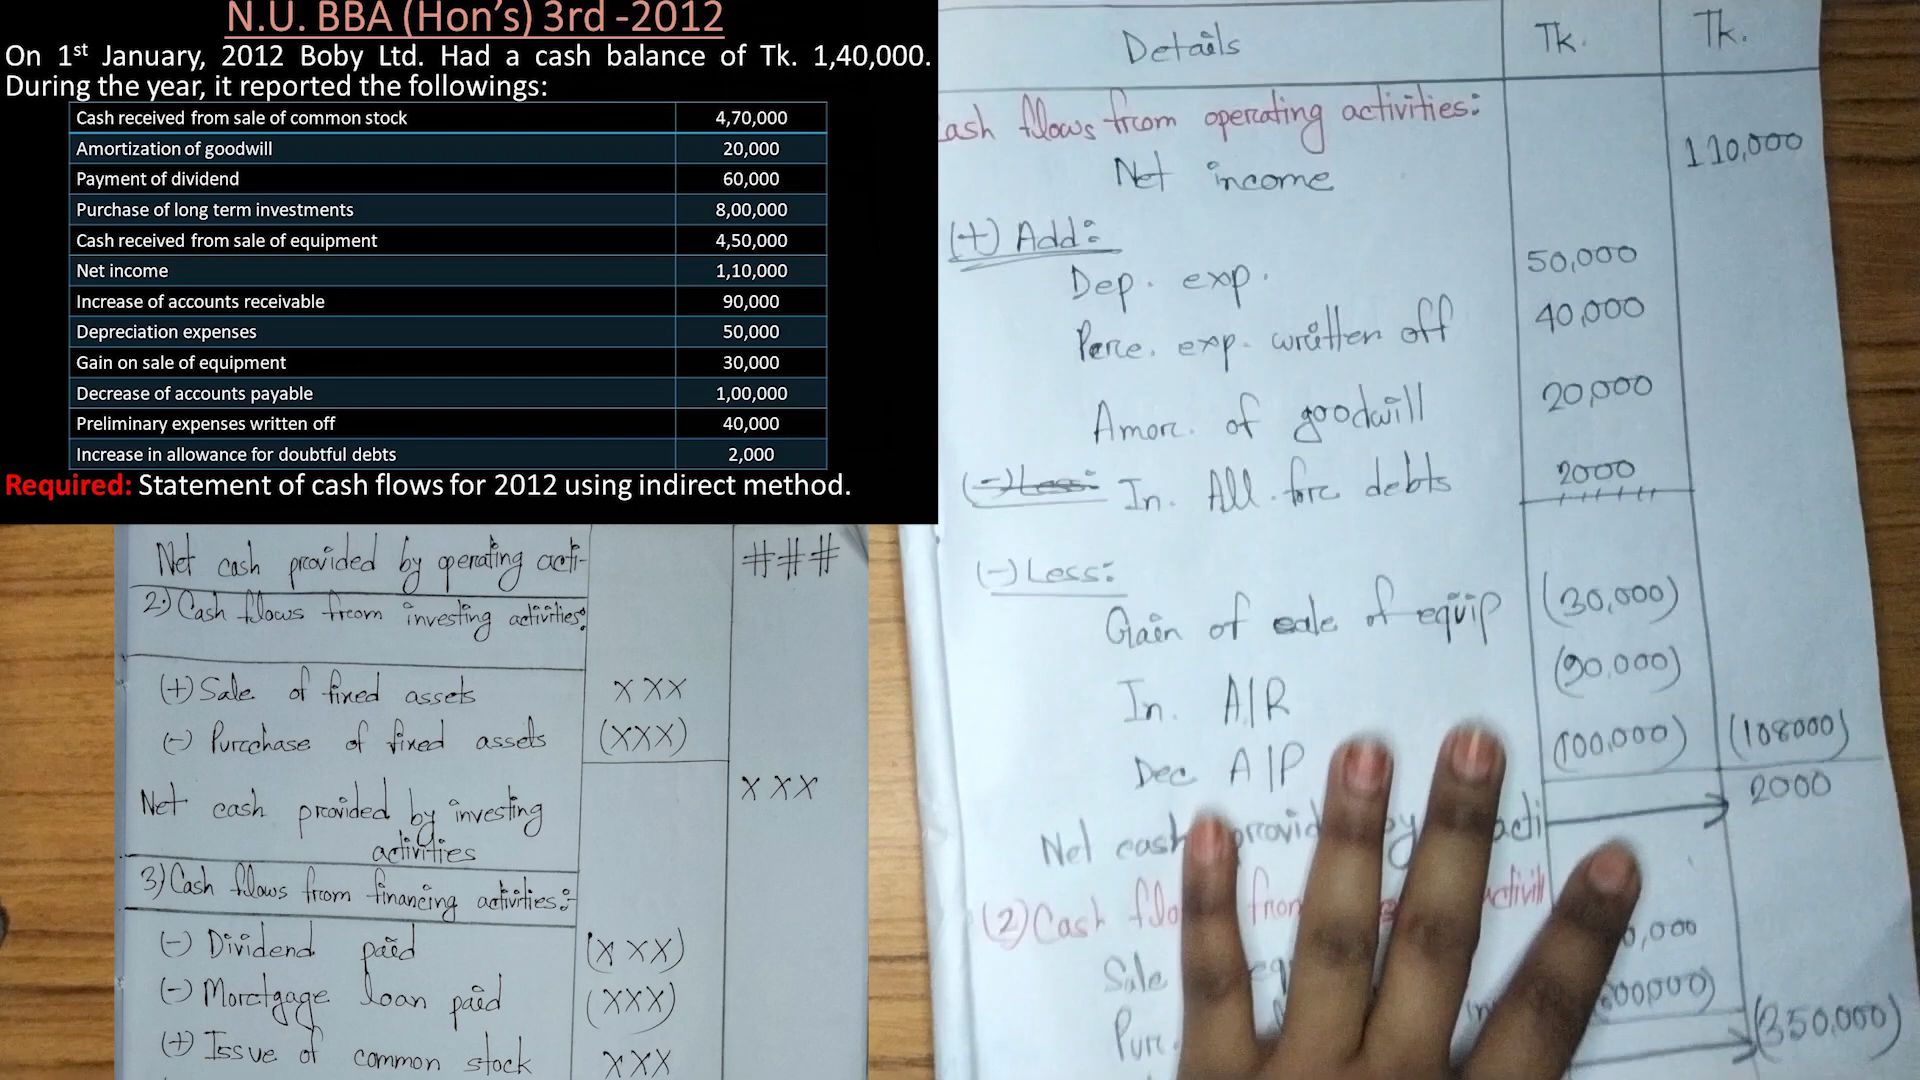 N.U. BBA (Hon's) 3rd -2012
On 1st January, 2012 Boby Ltd. Had a cash balance of Tk. 1,40,000.
During the year, it reported the followings:
Cash received from sale of common stock 4,70,000
Amortization of goodwill 20,000
Payment of dividend 60,000
Purchase of long term investments 8,00,000
Cash received from sale of equipment 4,50,000
Net income 1,10,000
Increase of accounts receivable 90,000
Depreciation expenses 50,000
Gain on sale of equipment 30,000
Decrease of accounts payable 1,00,000
Preliminary expenses written off 40,000
Increase in allowance for doubtful debts 2,000
Required: Statement of cash flows for 2012 using indirect method.
Net cash provided by operating acti- ###
2.) Cash flows from investing activities:
(+) Sale of fixed assets XXX
(-) Purchase of fixed assets (XXX)
Net cash provided by investing XXX
activities
3) Cash flows from financing activities:-
(-) Dividend paid (XXX)
(-) Mortgage loan paid (XXX)
(+) Issue of common stock XXX
Details Tk. Tk.
ash flows from operating activities:
Net income 110,000
(+) Add:
Dep. exp. 50,000
exp. written off 40,000
Amor. of goodwill 20,000
(-) Less: In. All. for debts 2000
(-) Less:
Gain of sale of equip (30,000)
In. A/R (90,000)
Dec A/P (100,000) (108000)
Net cash acti 2000
(2) Cash
Sale 0,000
Purc. (350,000)